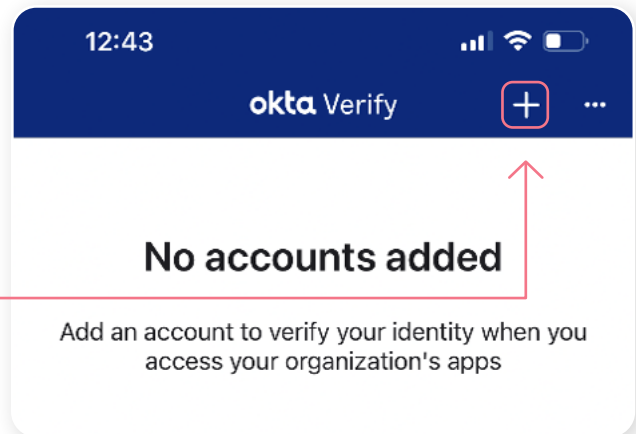 12:43
okta Verify
No accounts added
Add an account to verify your identity when you
access your organization's apps